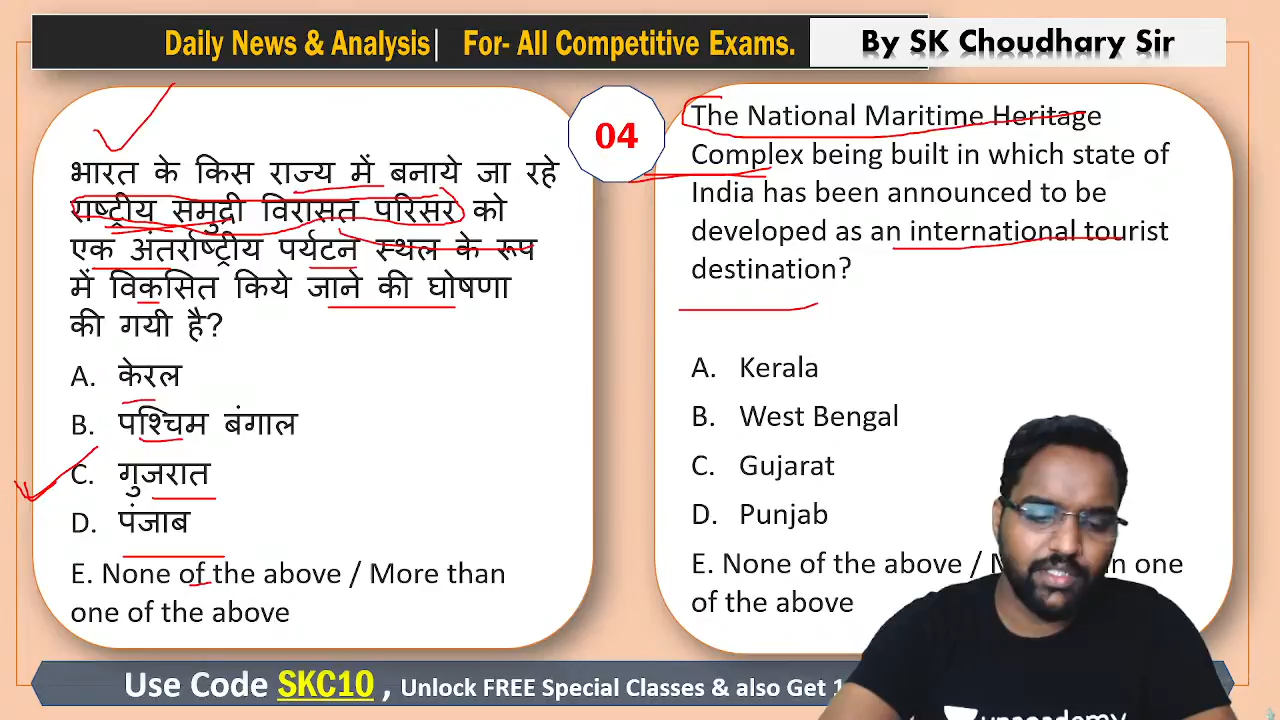 Daily News & Analysis| For- All Competitive Exams.
By SK Choudhary Sir
भारत के किस राज्य में बनाये जा रहे
राष्ट्रीय समुद्री विरासत परिसर को
एक अंतर्राष्ट्रीय पर्यटन स्थल के रूप
में विकसित किये जाने की घोषणा
की गयी है?
A. केरल
B. पश्चिम बंगाल
C. गुजरात
D. पंजाब
E. None of the above / More than
one of the above
04
The National Maritime Heritage
Complex being built in which state of
India has been announced to be
developed as an international tourist
destination?
A. Kerala
B. West Bengal
C. Gujarat
D. Punjab
E. None of the above / one
of the above
Use Code SKC10 , Unlock FREE Special Classes & also Get